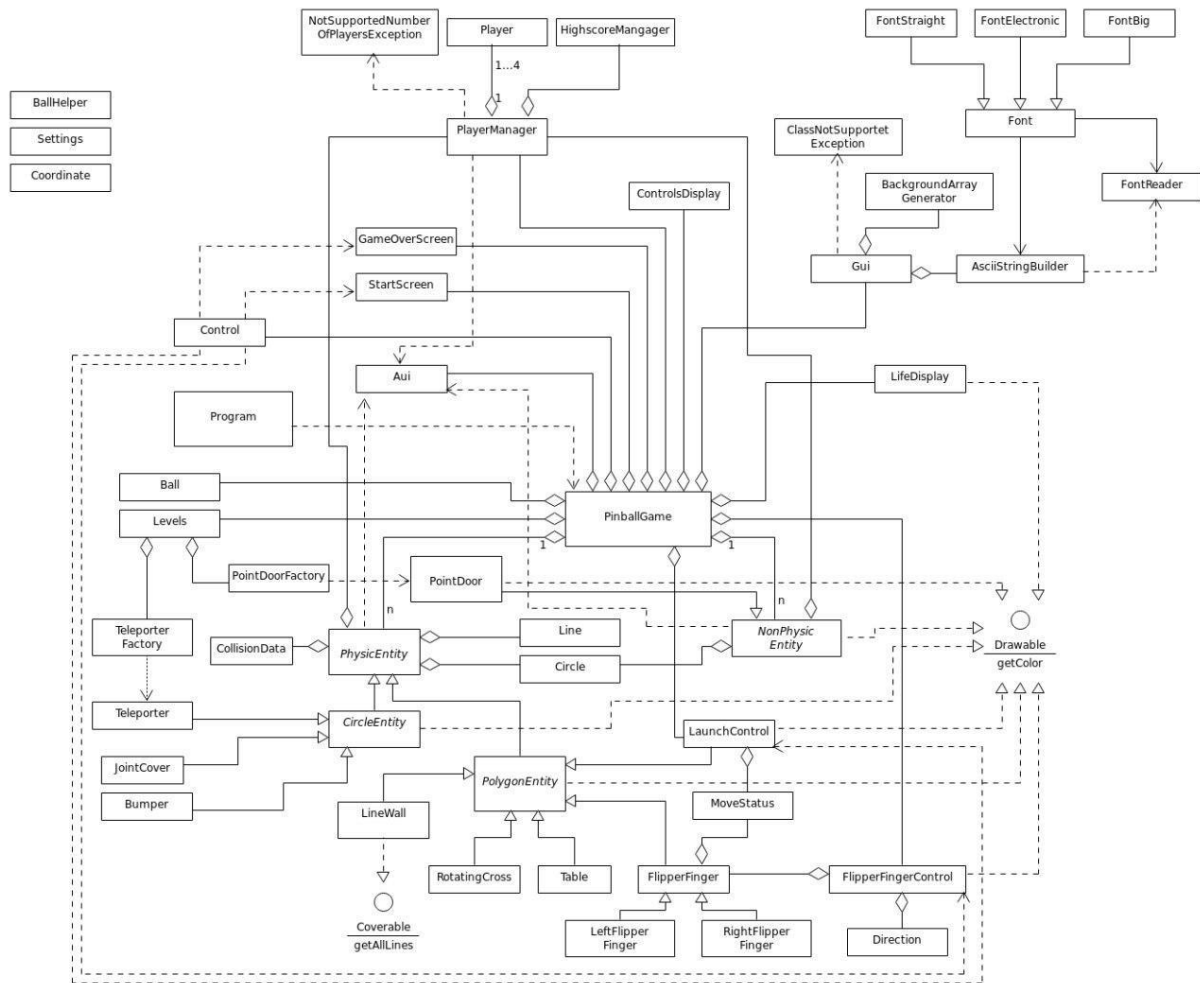 NotSupportedNumber
OfPlayersException
Player
HighscoreMangager
FontStraight
FontElectronic
FontBig
1...4
1
BallHelper
Settings
Coordinate
PlayerManager
ClassNotSupportet
Exception
Font
ControlsDisplay
BackgroundArray
Generator
FontReader
GameOverScreen
Gui
AsciiStringBuilder
StartScreen
Control
Aui
LifeDisplay
Program
Ball
Levels
PinballGame
1
1
PointDoorFactory
PointDoor
n
n
Teleporter
Factory
CollisionData
PhysicEntity
Line
Circle
NonPhysic
Entity
Drawable
getColor
Teleporter
CircleEntity
LaunchControl
JointCover
Bumper
PolygonEntity
LineWall
MoveStatus
RotatingCross
Table
FlipperFinger
FlipperFingerControl
Coverable
getAllLines
LeftFlipper
Finger
RightFlipper
Finger
Direction